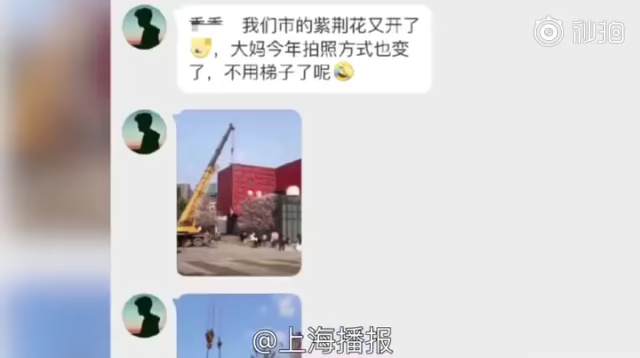 秒拍
我们市的紫荆花又开了
，大妈今年拍照方式也变
了，不用梯子了呢
@上海播报